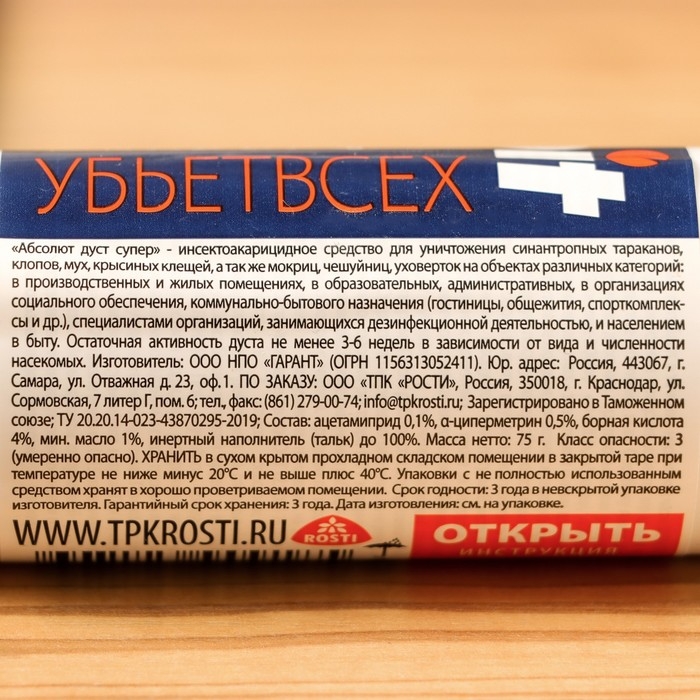 УБЬЕТВСЕХ
«Абсолют дуст супер» - инсектоакарицидное средство для уничтожения синантропных тараканов,
клопов, мух, крысиных клещей, а так же мокриц, чешуйниц, уховерток на объектах различных категорий:
в производственных и жилых помещениях, в образовательных, административных, в организациях
социального обеспечения, коммунально-бытового назначения (гостиницы, общежития, спорткомплек-
сы и др.), специалистами организаций, занимающихся дезинфекционной деятельностью, и населением
в быту. Остаточная активность дуста не менее 3-6 недель в зависимости от вида и численности
насекомых. Изготовитель: ООО НПО «ГАРАНТ» (ОГРН 1156313052411). Юр. адрес: Россия, 443067, г.
Самара, ул. Отважная д. 23, оф.1. ПО ЗАКАЗУ: ООО «ТПК «РОСТИ», Россия, 350018, г. Краснодар, ул.
Сормовская, 7 литер Г, пом. 6; тел., факс: (861) 279-00-74; info@tpkrosti.ru; Зарегистрировано в Таможенном
союзе; ТУ 20.20.14-023-43870295-2019; Состав: ацетамиприд 0,1%, α-циперметрин 0,5%, борная кислота
4%, мин. масло 1%, инертный наполнитель (тальк) до 100%. Масса нетто: 75 г. Класс опасности: 3
(умеренно опасно). ХРАНИТЬ в сухом крытом прохладном складском помещении в закрытой таре при
температуре не ниже минус 20°С и не выше плюс 40°С. Упаковки с не полностью использованным
средством хранят в хорошо проветриваемом помещении. Срок годности: 3 года в невскрытой упаковке
изготовителя. Гарантийный срок хранения: 3 года. Дата изготовления: см. на упаковке.
WWW.TPKROSTI.RU ROSTI ОТКРЫТЬ
ИНСТРУКЦИЯ